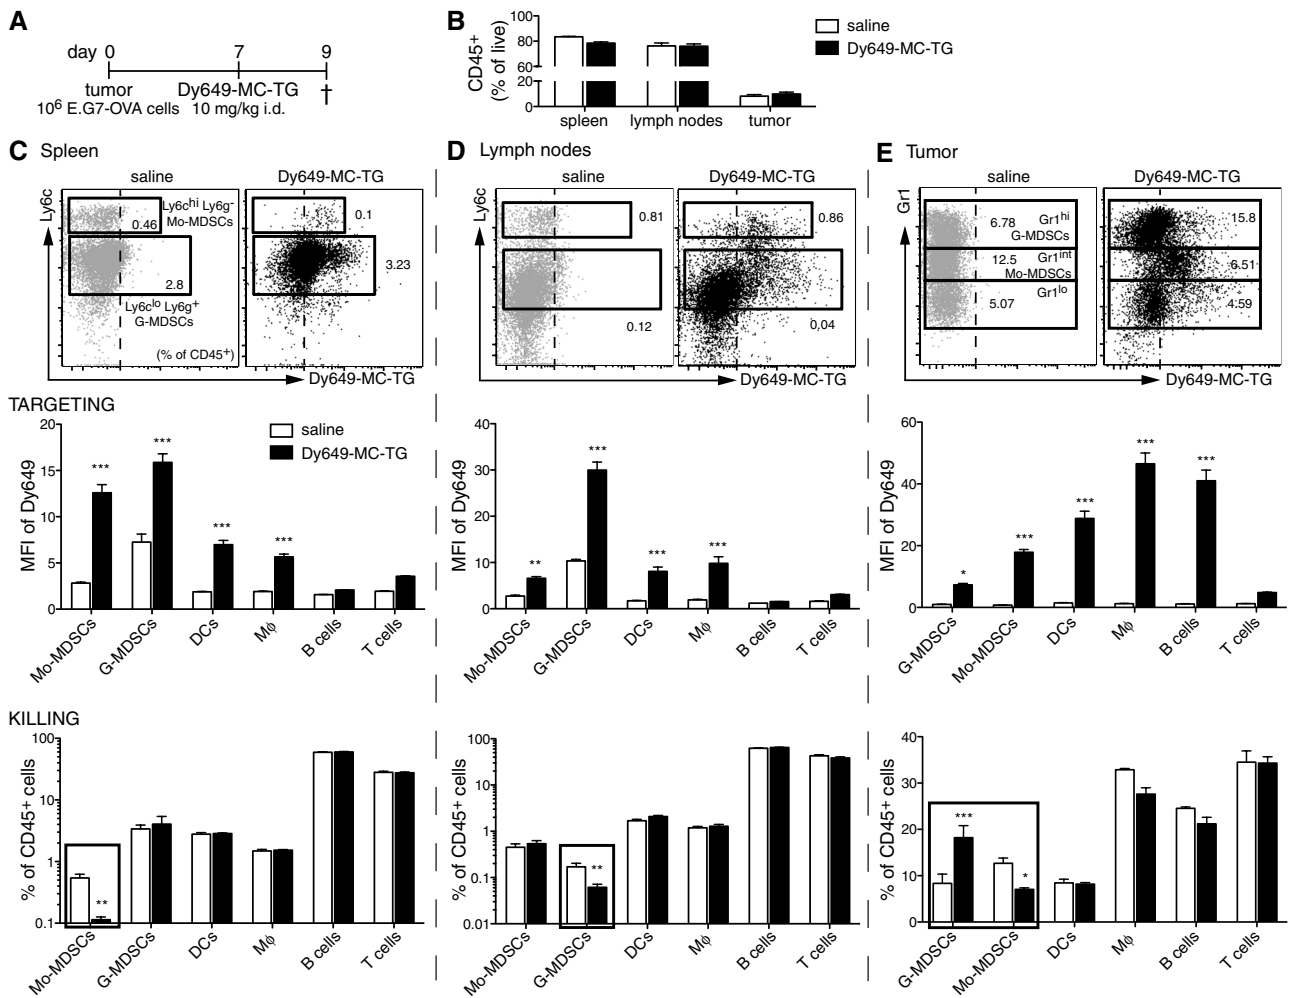 A
day 0 7 9
tumor Dy649-MC-TG †
10⁶ E.G7-OVA cells 10 mg/kg i.d.
B
CD45+
(% of live)
100
80
60
20
0
spleen lymph nodes tumor
saline
Dy649-MC-TG
C Spleen
saline Dy649-MC-TG
Ly6c
Ly6cʰⁱ Ly6g⁻
Mo-MDSCs
0.46
2.8
Ly6cˡᵒ Ly6g⁺
G-MDSCs
(% of CD45⁺)
0.1
3.23
Dy649-MC-TG
D Lymph nodes
saline Dy649-MC-TG
Ly6c
0.81
0.12
0.86
0,04
Dy649-MC-TG
E Tumor
saline Dy649-MC-TG
Gr1
6.78 Gr1ʰⁱ
G-MDSCs
12.5 Gr1ⁱⁿᵗ
Mo-MDSCs
Gr1ˡᵒ
5.07
15.8
6.51
4.59
Dy649-MC-TG
TARGETING
MFI of Dy649
20
15
10
5
0
*** *** *** ***
saline
Dy649-MC-TG
Mo-MDSCs G-MDSCs DCs Mϕ B cells T cells
MFI of Dy649
40
30
20
10
0
** *** *** ***
Mo-MDSCs G-MDSCs DCs Mϕ B cells T cells
MFI of Dy649
60
40
20
0
* *** *** *** ***
G-MDSCs Mo-MDSCs DCs Mϕ B cells T cells
KILLING
% of CD45+ cells
100
10
1
0.1
**
Mo-MDSCs G-MDSCs DCs Mϕ B cells T cells
% of CD45+ cells
100
10
1
0.1
0.01
**
Mo-MDSCs G-MDSCs DCs Mϕ B cells T cells
% of CD45+ cells
40
30
20
10
0
*** *
G-MDSCs Mo-MDSCs DCs Mϕ B cells T cells